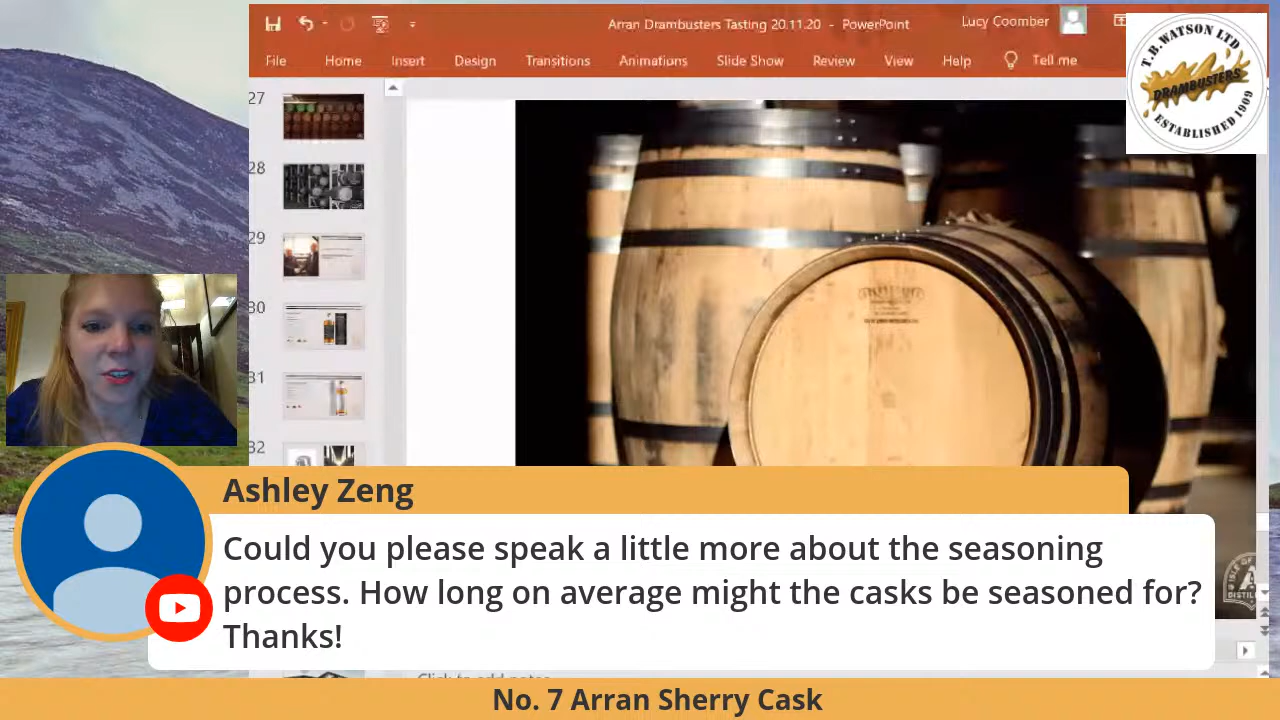 Arran Drambusters Tasting 20.11.20 - PowerPoint
Lucy Coomber
File Home Insert Design Transitions Animations Slide Show Review View Help Tell me
T.B.WATSON LTD
DRAMBUSTERS
ESTABLISHED 1909
27
28
29
30
31
32
Ashley Zeng
Could you please speak a little more about the seasoning
process. How long on average might the casks be seasoned for?
Thanks!
No. 7 Arran Sherry Cask